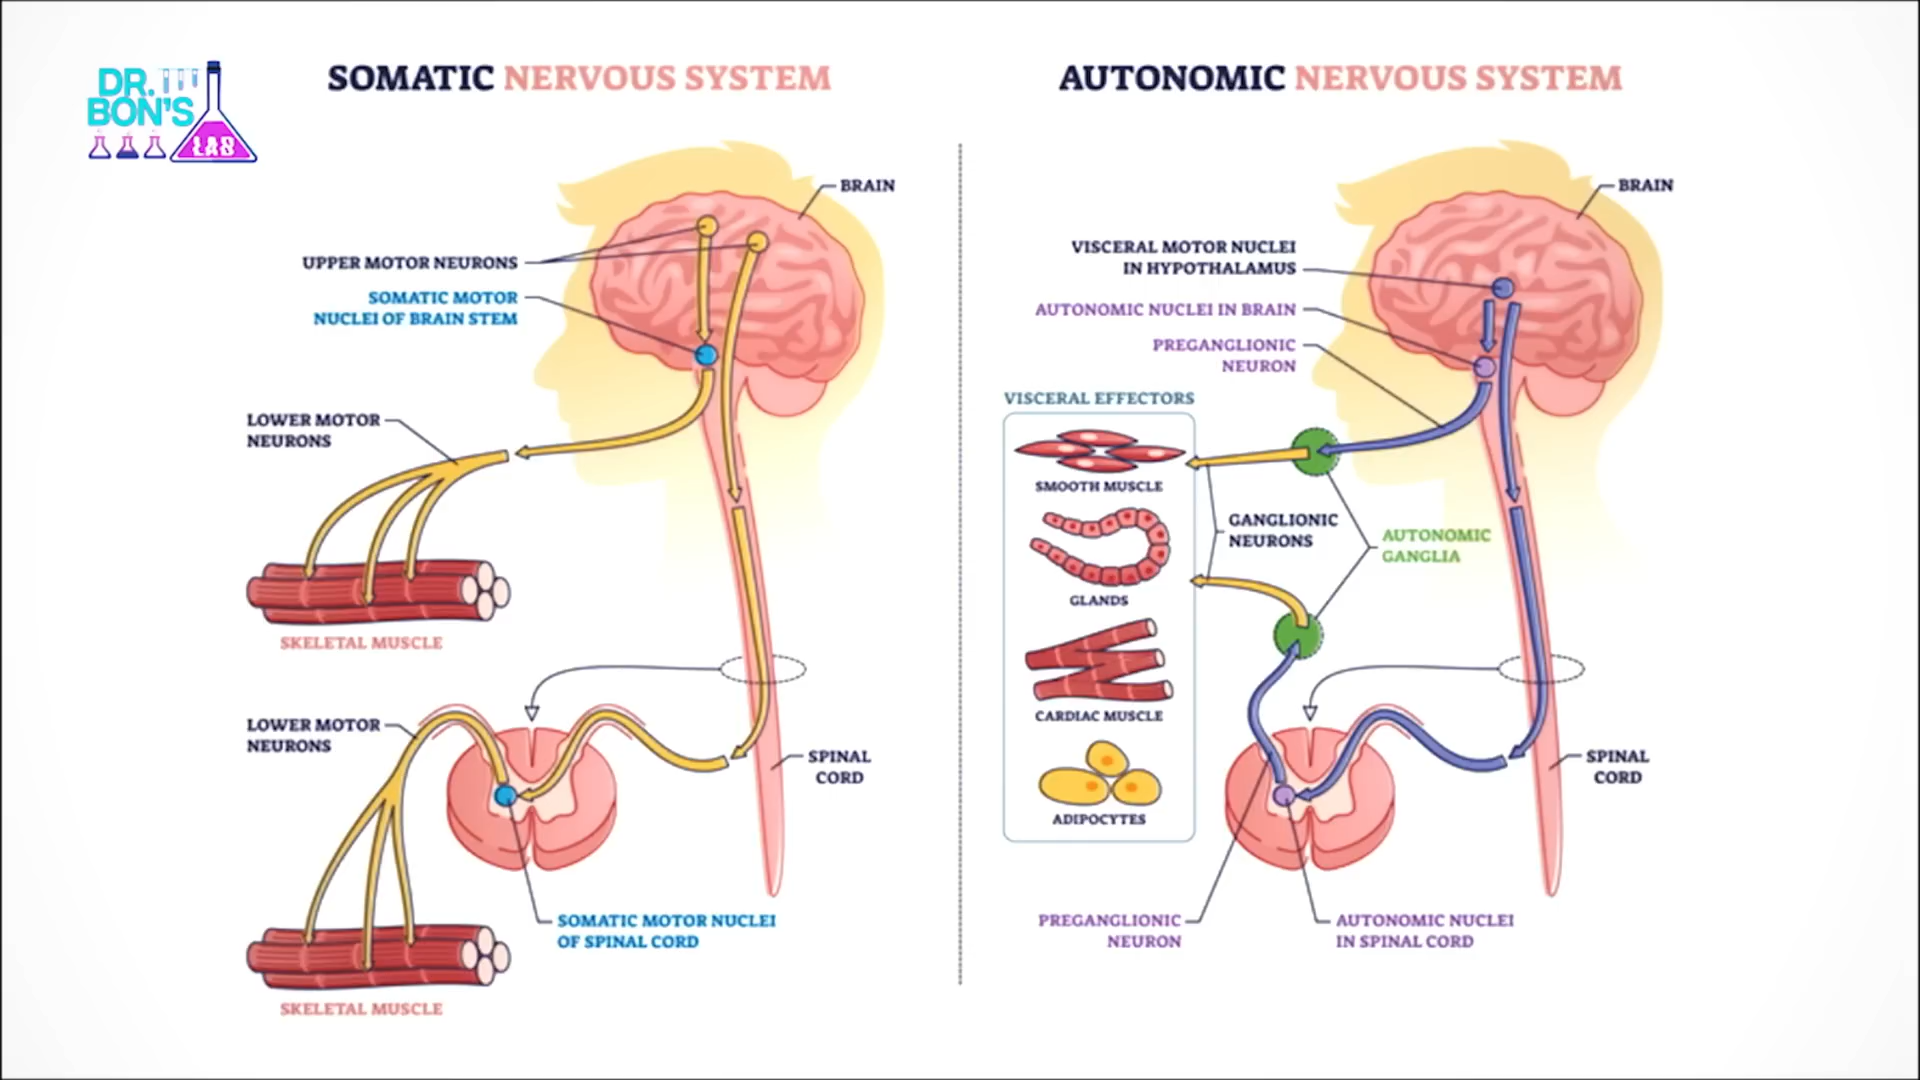 DR.
BON'S
LAB
SOMATIC NERVOUS SYSTEM
BRAIN
UPPER MOTOR NEURONS
SOMATIC MOTOR
NUCLEI OF BRAIN STEM
LOWER MOTOR
NEURONS
SKELETAL MUSCLE
LOWER MOTOR
NEURONS
SPINAL
CORD
SOMATIC MOTOR NUCLEI
OF SPINAL CORD
SKELETAL MUSCLE
AUTONOMIC NERVOUS SYSTEM
BRAIN
VISCERAL MOTOR NUCLEI
IN HYPOTHALAMUS
AUTONOMIC NUCLEI IN BRAIN
PREGANGLIONIC
NEURON
VISCERAL EFFECTORS
SMOOTH MUSCLE
GANGLIONIC
NEURONS
AUTONOMIC
GANGLIA
GLANDS
CARDIAC MUSCLE
SPINAL
CORD
ADIPOCYTES
PREGANGLIONIC
NEURON
AUTONOMIC NUCLEI
IN SPINAL CORD